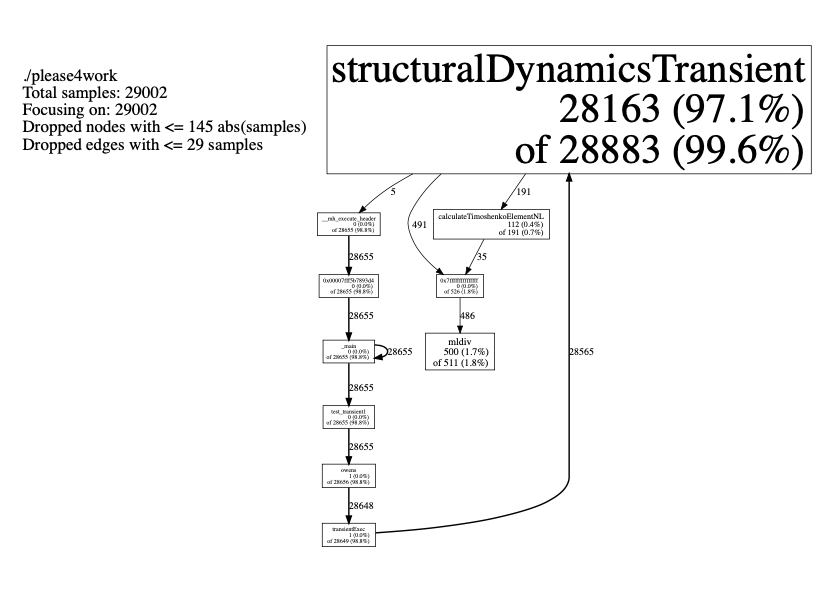 ./please4work
Total samples: 29002
Focusing on: 29002
Dropped nodes with <= 145 abs(samples)
Dropped edges with <= 29 samples
structuralDynamicsTransient
28163 (97.1%)
of 28883 (99.6%)
5
491
191
__mh_execute_header
0 (0.0%)
of 28655 (98.8%)
calculateTimoshenkoElementNL
112 (0.4%)
of 191 (0.7%)
28655
35
0x00007fff5b7893d4
0 (0.0%)
of 28655 (98.8%)
0 (0.0%)
of 526 (1.8%)
28655
486
_main
0 (0.0%)
of 28655 (98.8%)
28655
mldiv
500 (1.7%)
of 511 (1.8%)
28565
28655
test_transient1
0 (0.0%)
of 28655 (98.8%)
28655
owens
1 (0.0%)
of 28656 (98.8%)
28648
transientExec
1 (0.0%)
of 28649 (98.8%)